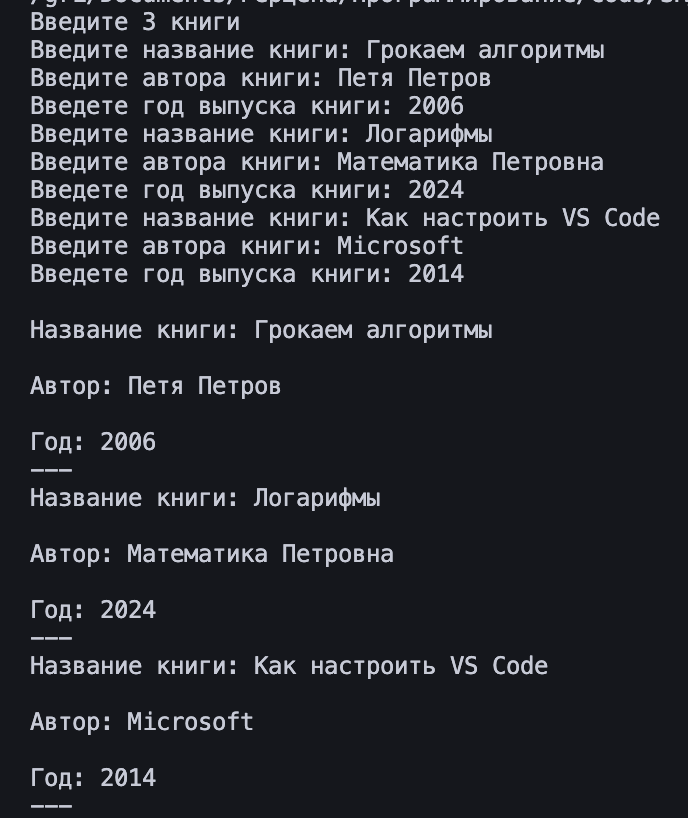 Введите 3 книги
Введите название книги: Грокаем алгоритмы
Введите автора книги: Петя Петров
Введете год выпуска книги: 2006
Введите название книги: Логарифмы
Введите автора книги: Математика Петровна
Введете год выпуска книги: 2024
Введите название книги: Как настроить VS Code
Введите автора книги: Microsoft
Введете год выпуска книги: 2014
Название книги: Грокаем алгоритмы
Автор: Петя Петров
Год: 2006
---
Название книги: Логарифмы
Автор: Математика Петровна
Год: 2024
---
Название книги: Как настроить VS Code
Автор: Microsoft
Год: 2014
---